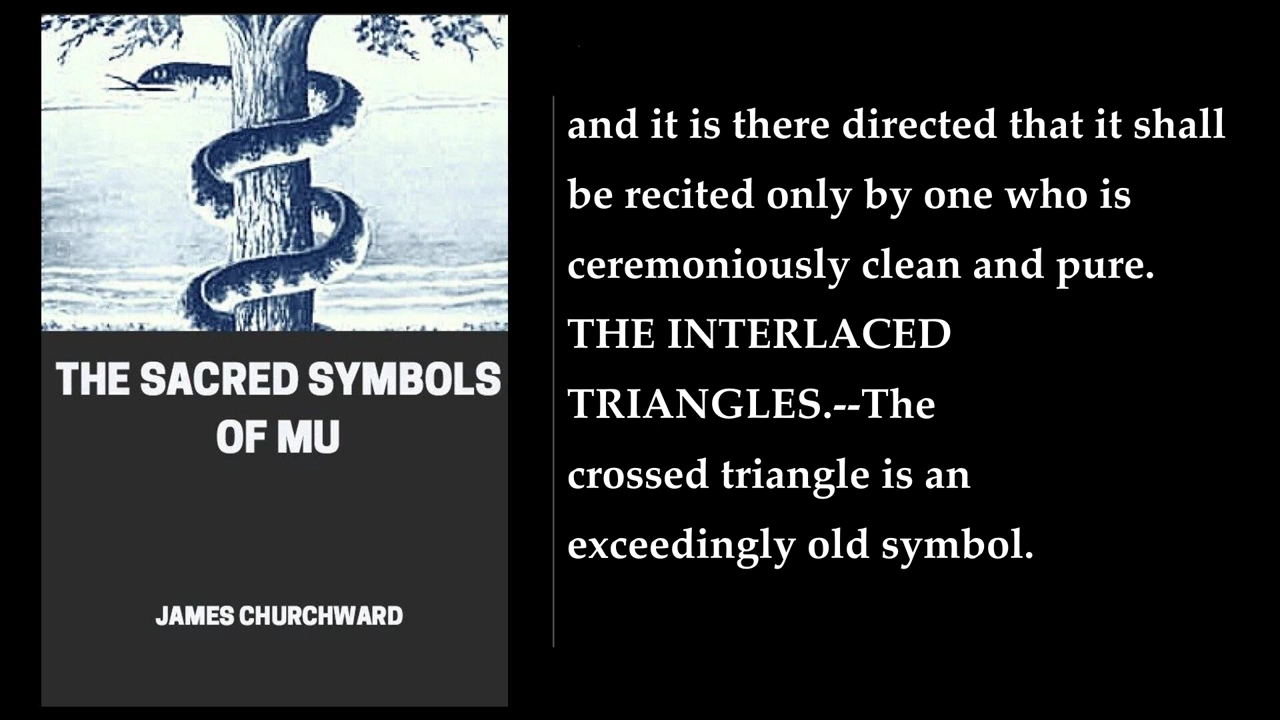 THE SACRED SYMBOLS
OF MU
JAMES CHURCHWARD
and it is there directed that it shall
be recited only by one who is
ceremoniously clean and pure.
THE INTERLACED
TRIANGLES.--The
crossed triangle is an
exceedingly old symbol.